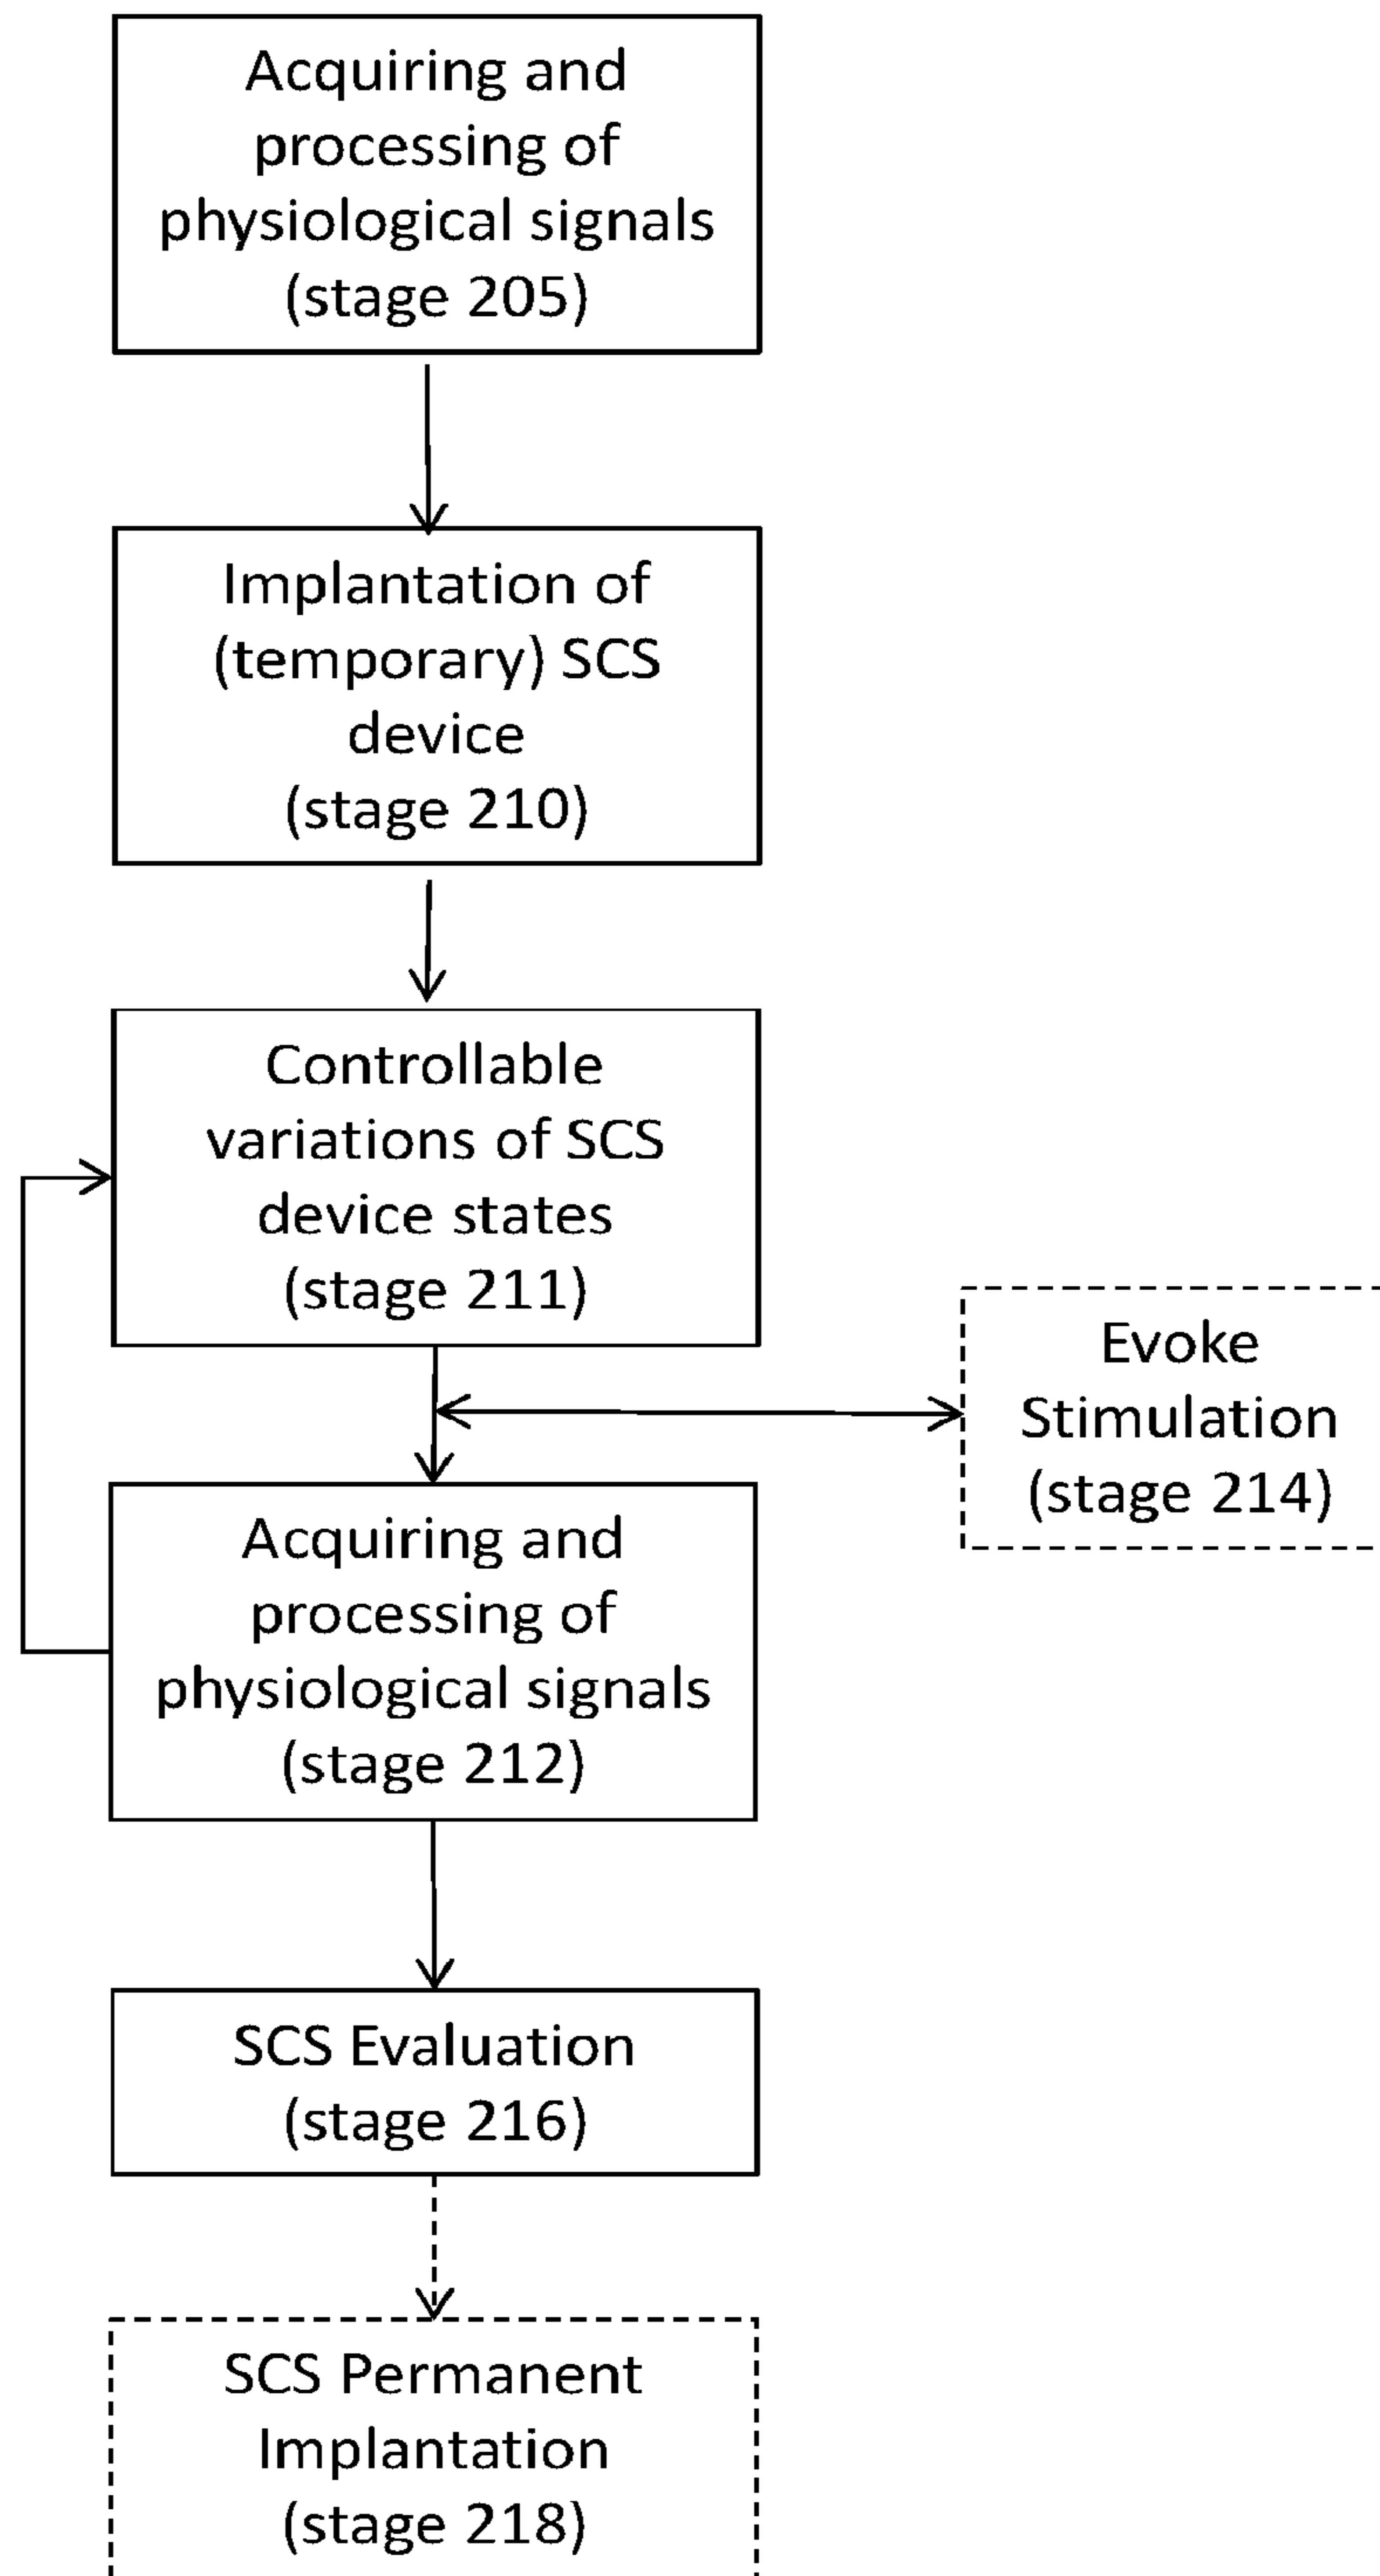 Acquiring and
processing of
physiological signals
(stage 205)
Implantation of
(temporary) SCS
device
(stage 210)
Controllable
variations of SCS
device states
(stage 211)
Evoke
Stimulation
(stage 214)
Acquiring and
processing of
physiological signals
(stage 212)
SCS Evaluation
(stage 216)
SCS Permanent
Implantation
(stage 218)